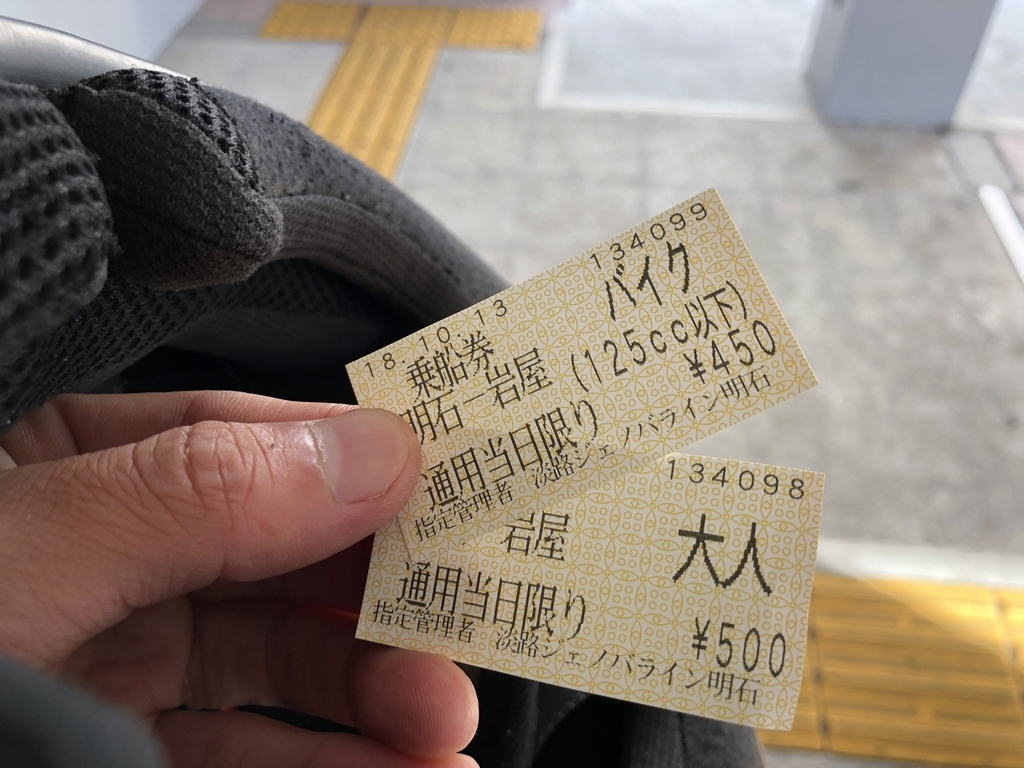 134099
18.10.13
乗船券 バイク
明石－岩屋 (125cc以下)
¥450
通用当日限り
指定管理者 淡路ジェノバライン明石
134098
岩屋 大人
通用当日限り ¥500
指定管理者 淡路ジェノバライン明石